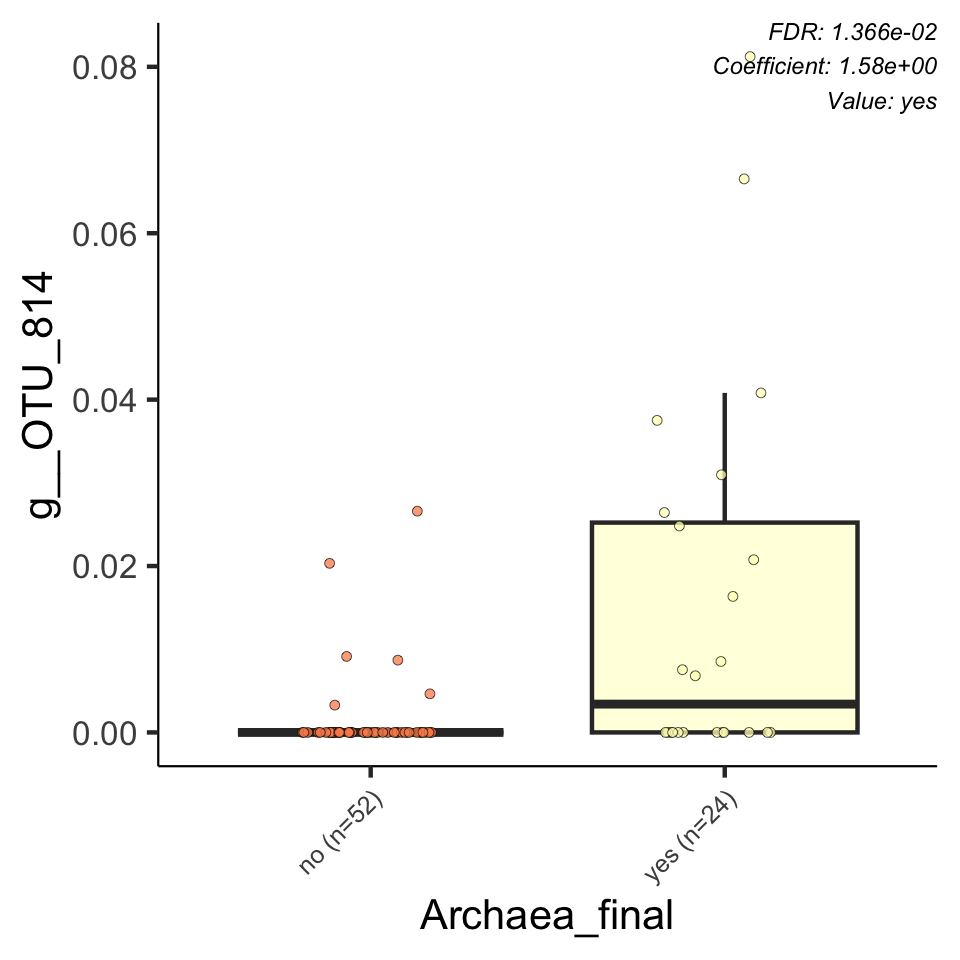 FDR: 1.366e-02
Coefficient: 1.58e+00
Value: yes
0.08
0.06
0.04
0.02
0.00
g__OTU_814
no (n=52)
yes (n=24)
Archaea_final